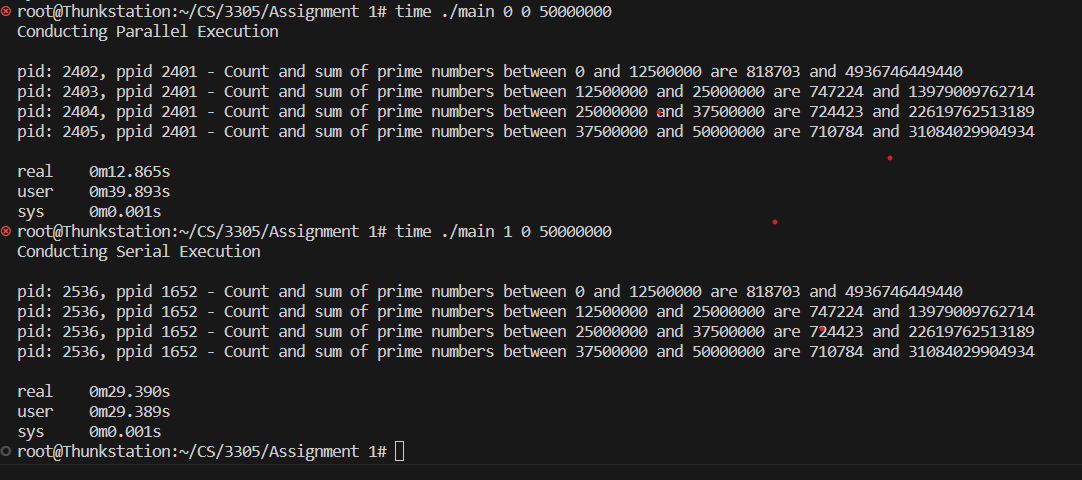 root@Thunkstation:~/CS/3305/Assignment 1# time ./main 0 0 50000000
Conducting Parallel Execution
pid: 2402, ppid 2401 - Count and sum of prime numbers between 0 and 12500000 are 818703 and 4936746449440
pid: 2403, ppid 2401 - Count and sum of prime numbers between 12500000 and 25000000 are 747224 and 13979009762714
pid: 2404, ppid 2401 - Count and sum of prime numbers between 25000000 and 37500000 are 724423 and 22619762513189
pid: 2405, ppid 2401 - Count and sum of prime numbers between 37500000 and 50000000 are 710784 and 31084029904934
real 0m12.865s
user 0m39.893s
sys 0m0.001s
root@Thunkstation:~/CS/3305/Assignment 1# time ./main 1 0 50000000
Conducting Serial Execution
pid: 2536, ppid 1652 - Count and sum of prime numbers between 0 and 12500000 are 818703 and 4936746449440
pid: 2536, ppid 1652 - Count and sum of prime numbers between 12500000 and 25000000 are 747224 and 13979009762714
pid: 2536, ppid 1652 - Count and sum of prime numbers between 25000000 and 37500000 are 724423 and 22619762513189
pid: 2536, ppid 1652 - Count and sum of prime numbers between 37500000 and 50000000 are 710784 and 31084029904934
real 0m29.390s
user 0m29.389s
sys 0m0.001s
root@Thunkstation:~/CS/3305/Assignment 1#